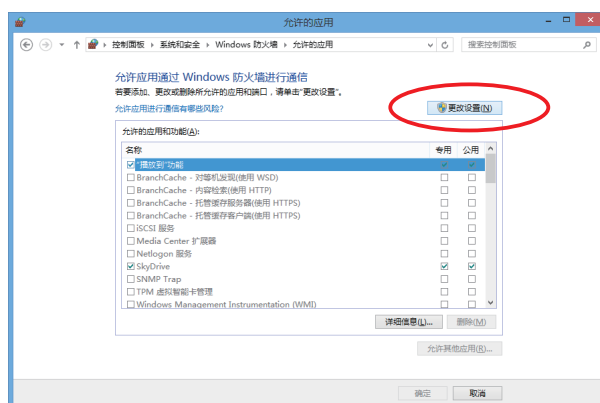 允许的应用
控制面板 ▸ 系统和安全 ▸ Windows 防火墙 ▸ 允许的应用
搜索控制面板
允许应用通过 Windows 防火墙进行通信
若要添加、更改或删除所允许的应用和端口，请单击"更改设置"。
允许应用进行通信有哪些风险?
更改设置(N)
允许的应用和功能(A):
名称 专用 公用
"播放到"功能
BranchCache - 对等机发现(使用 WSD)
BranchCache - 内容检索(使用 HTTP)
BranchCache - 托管缓存服务器(使用 HTTPS)
BranchCache - 托管缓存客户端(使用 HTTPS)
iSCSI 服务
Media Center 扩展器
Netlogon 服务
SkyDrive
SNMP Trap
TPM 虚拟智能卡管理
Windows Management Instrumentation (WMI)
详细信息(L)... 删除(M)
允许其他应用(R)...
确定 取消